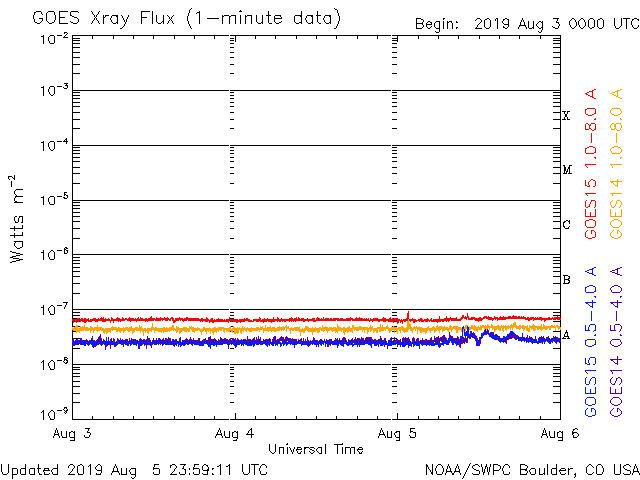 GOES Xray Flux (1-minute data)
Begin: 2019 Aug 3 0000 UTC
10⁻²
10⁻³
10⁻⁴
10⁻⁵
10⁻⁶
10⁻⁷
10⁻⁸
10⁻⁹
Watts m⁻²
X
M
C
B
A
GOES15 1.0-8.0 A
GOES14 1.0-8.0 A
GOES15 0.5-4.0 A
GOES14 0.5-4.0 A
Aug 3 Aug 4 Aug 5 Aug 6
Universal Time
Updated 2019 Aug 5 23:59:11 UTC
NOAA/SWPC Boulder, CO USA